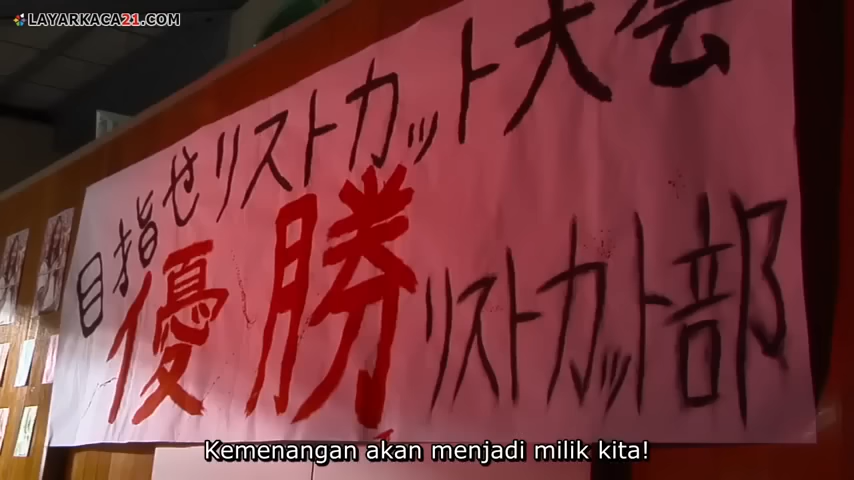 LAYARKACA21.COM
目指せリストカット大会
優勝
リストカット部
Kemenangan akan menjadi milik kita!